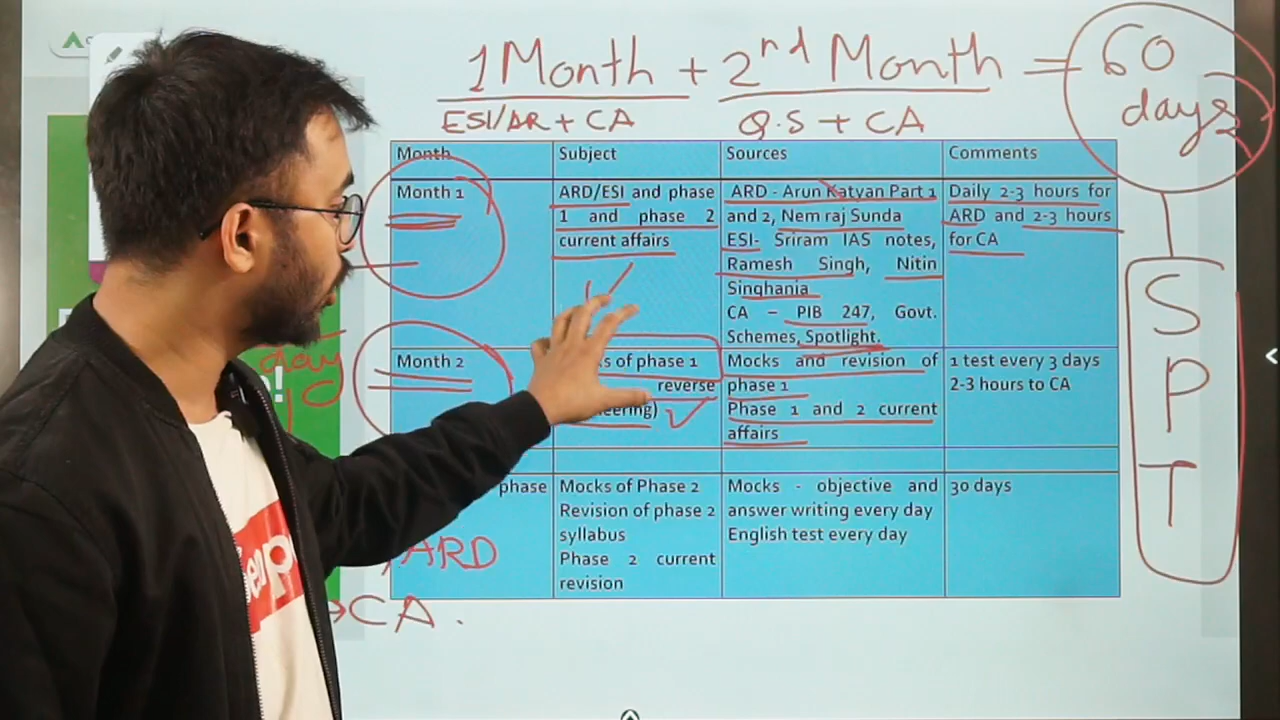 1 Month + 2nd Month = 60 days
ESI/AR + CA
Q.S + CA
Month
Subject
Sources
Comments
Month 1
ARD/ESI and phase
1 and phase 2
current affairs
ARD - Arun Katyan Part 1
and 2, Nem raj Sunda
ESI- Sriram IAS notes,
Ramesh Singh, Nitin
Singhania
CA – PIB 247, Govt.
Schemes, Spotlight.
Daily 2-3 hours for
ARD and 2-3 hours
for CA
Month 2
of phase 1
reverse
Mocks and revision of
phase 1
Phase 1 and 2 current
affairs
1 test every 3 days
2-3 hours to CA
phase
Mocks of Phase 2
Revision of phase 2
syllabus
Phase 2 current
revision
Mocks - objective and
answer writing every day
English test every day
30 days
S
P
T
day
ARD
CA.